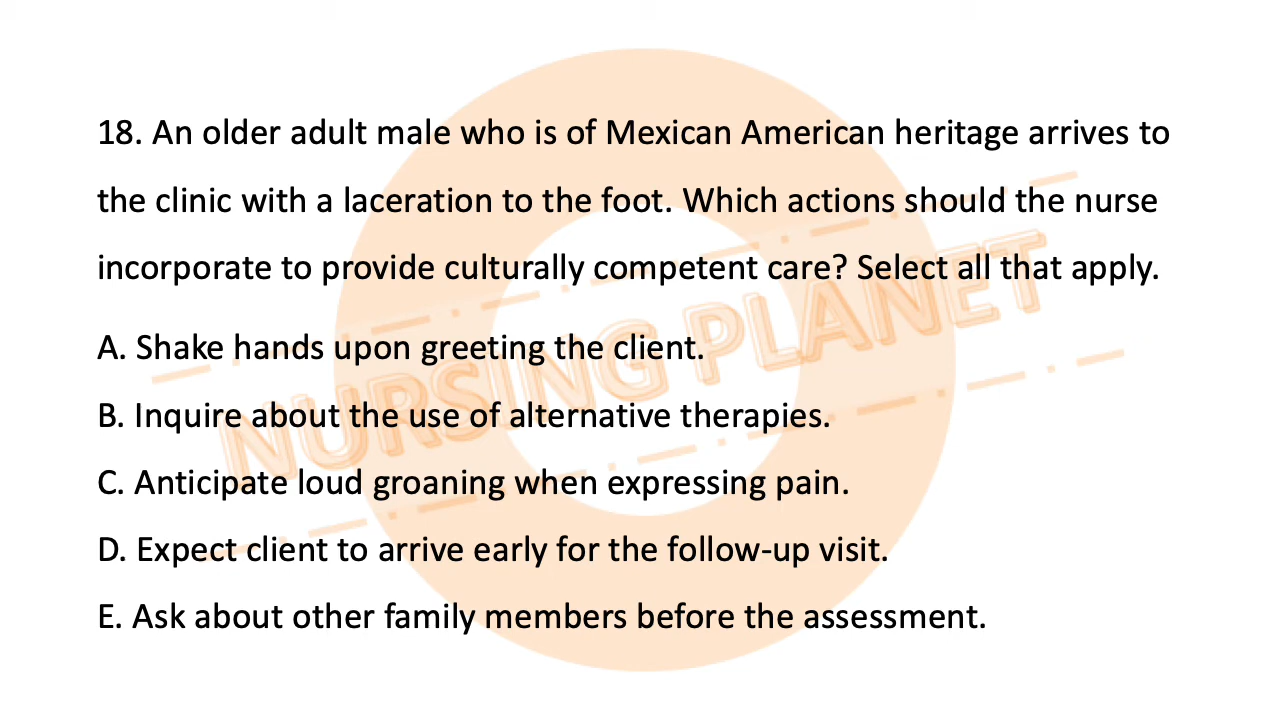 18. An older adult male who is of Mexican American heritage arrives to
the clinic with a laceration to the foot. Which actions should the nurse
incorporate to provide culturally competent care? Select all that apply.
A. Shake hands upon greeting the client.
B. Inquire about the use of alternative therapies.
C. Anticipate loud groaning when expressing pain.
D. Expect client to arrive early for the follow-up visit.
E. Ask about other family members before the assessment.
NURSING PLANET